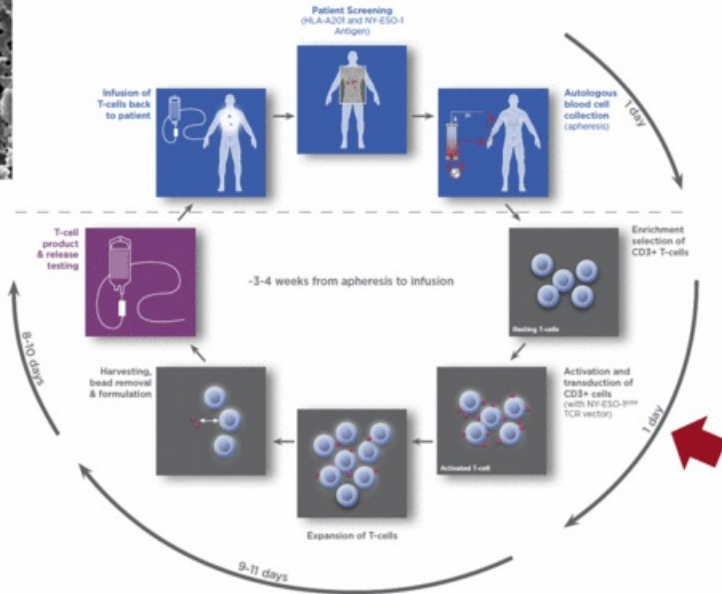 Patient Screening
(HLA-A201 and NY-ESO-1
Antigen)
Infusion of
T-cells back
to patient
Autologous
blood cell
collection
(apheresis)
1 day
T-cell
product
& release
testing
~3-4 weeks from apheresis to infusion
Enrichment
selection of
CD3+ T-cells
Resting T-cells
8-10 days
Harvesting,
bead removal
& formulation
Activation and
transduction of
CD3+ cells
(with NY-ESO-1
TCR vector)
1 day
Activated T-cell
Expansion of T-cells
9-11 days